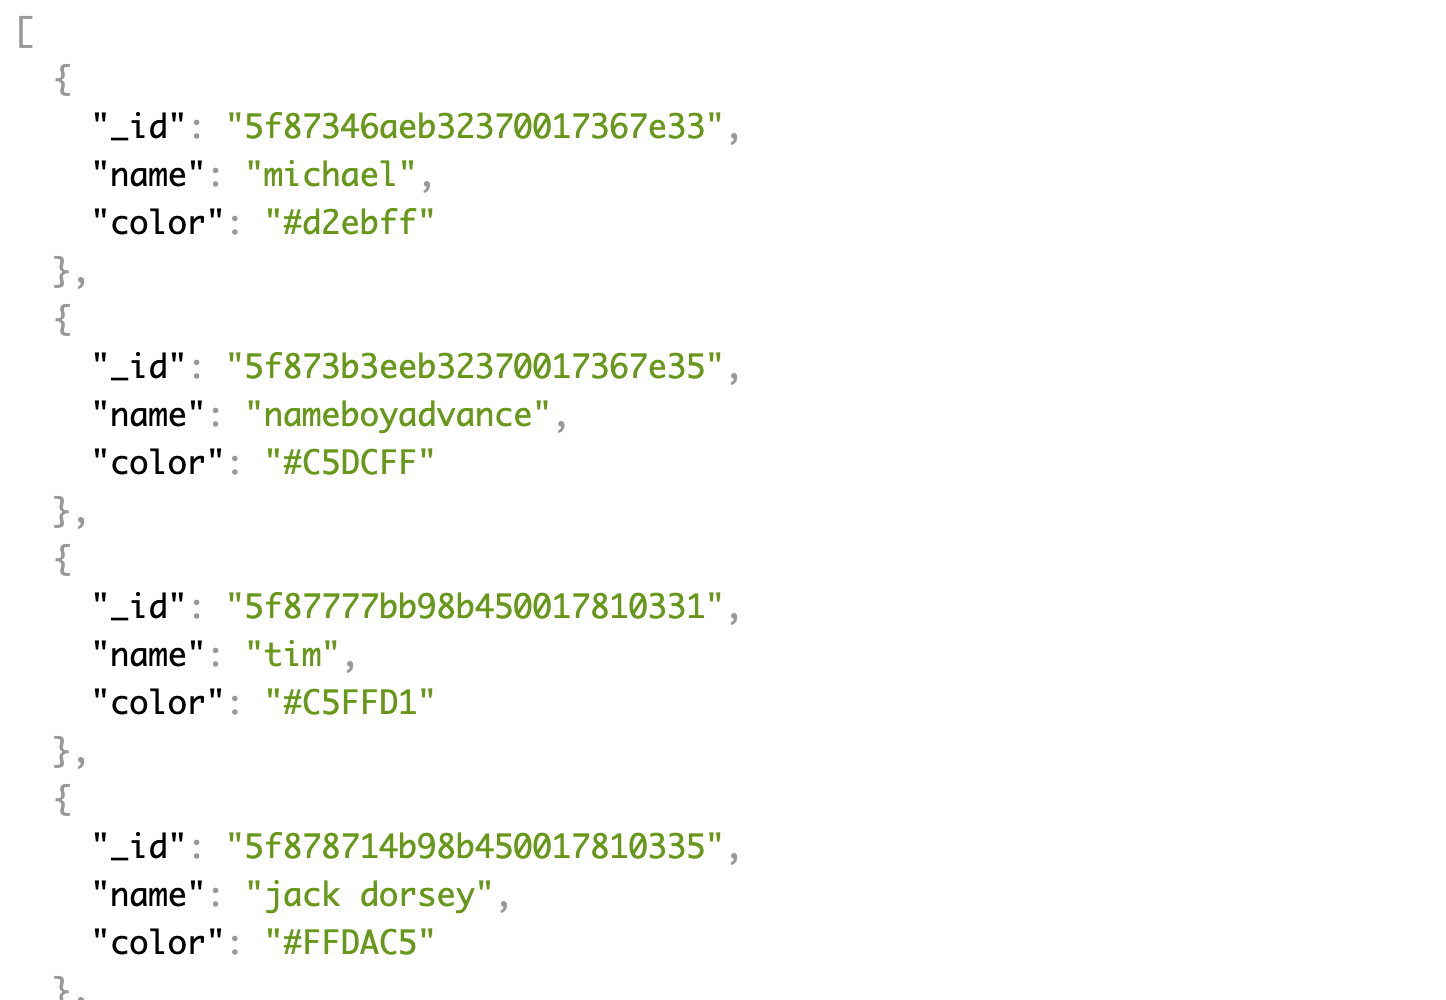 [
  {
    "_id": "5f87346aeb32370017367e33",
    "name": "michael",
    "color": "#d2ebff"
  },
  {
    "_id": "5f873b3eeb32370017367e35",
    "name": "nameboyadvance",
    "color": "#C5DCFF"
  },
  {
    "_id": "5f87777bb98b450017810331",
    "name": "tim",
    "color": "#C5FFD1"
  },
  {
    "_id": "5f878714b98b450017810335",
    "name": "jack dorsey",
    "color": "#FFDAC5"
  },